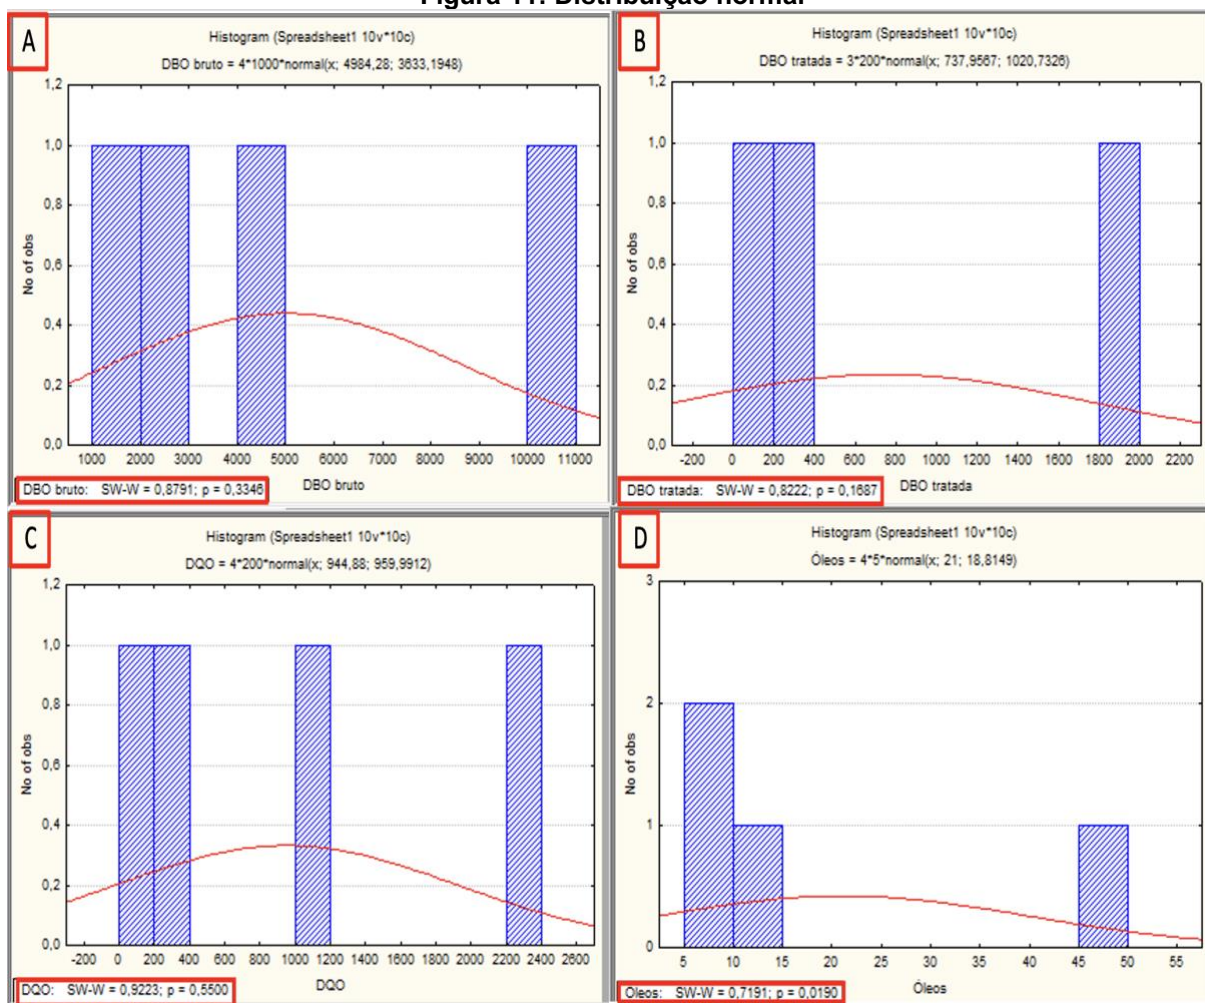 Figura 11: Distribuição normal
A
Histogram (Spreadsheet1 10v*10c)
DBO bruto = 4*1000*normal(x; 4984,28; 3633,1948)
1,2
1,0
0,8
0,6
0,4
0,2
0,0
No of obs
1000 2000 3000 4000 5000 6000 7000 8000 9000 10000 11000
DBO bruto
DBO bruto: SW-W = 0,8791; p = 0,3346
B
Histogram (Spreadsheet1 10v*10c)
DBO tratada = 3*200*normal(x; 737,9567; 1020,7326)
1,2
1,0
0,8
0,6
0,4
0,2
0,0
No of obs
-200 0 200 400 600 800 1000 1200 1400 1600 1800 2000 2200
DBO tratada
DBO tratada: SW-W = 0,8222; p = 0,1687
C
Histogram (Spreadsheet1 10v*10c)
DQO = 4*200*normal(x; 944,88; 959,9912)
1,2
1,0
0,8
0,6
0,4
0,2
0,0
No of obs
-200 0 200 400 600 800 1000 1200 1400 1600 1800 2000 2200 2400 2600
DQO
DQO: SW-W = 0,9223; p = 0,5500
D
Histogram (Spreadsheet1 10v*10c)
Óleos = 4*5*normal(x; 21; 18,8149)
3
2
1
0
No of obs
5 10 15 20 25 30 35 40 45 50 55
Óleos
Óleos: SW-W = 0,7191; p = 0,0190